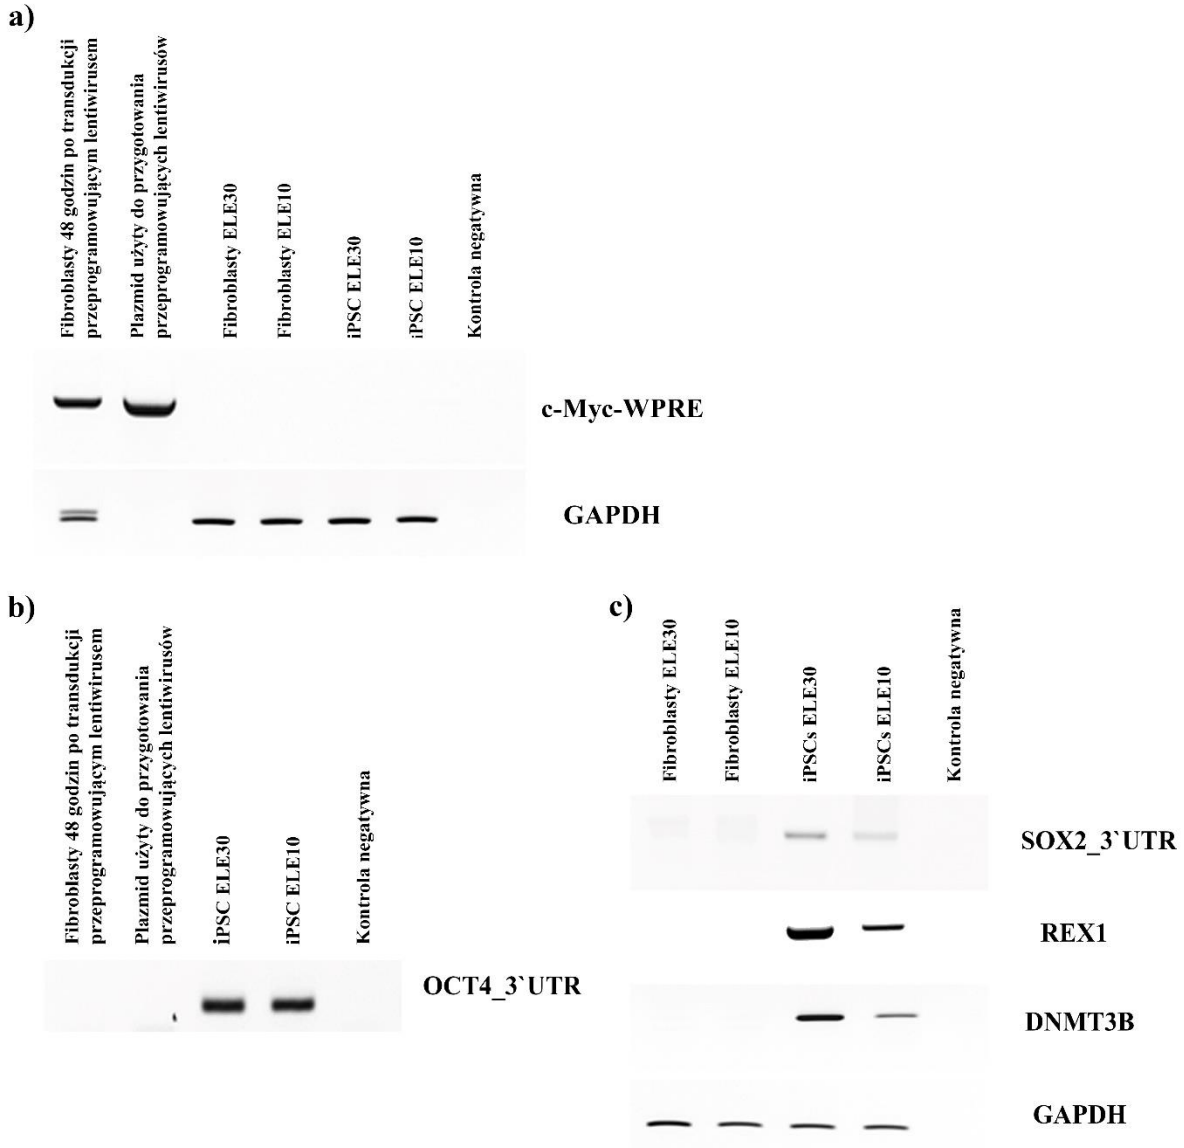 a)
Fibroblasty 48 godzin po transdukcji
przeprogramowującym lentiwirusem
Plazmid użyty do przygotowania
przeprogramowujących lentiwirusów
Fibroblasty ELE30
Fibroblasty ELE10
iPSC ELE30
iPSC ELE10
Kontrola negatywna
c-Myc-WPRE
GAPDH
b)
Fibroblasty 48 godzin po transdukcji
przeprogramowującym lentiwirusem
Plazmid użyty do przygotowania
przeprogramowujących lentiwirusów
iPSC ELE30
iPSC ELE10
Kontrola negatywna
OCT4_3`UTR
c)
Fibroblasty ELE30
Fibroblasty ELE10
iPSCs ELE30
iPSCs ELE10
Kontrola negatywna
SOX2_3`UTR
REX1
DNMT3B
GAPDH